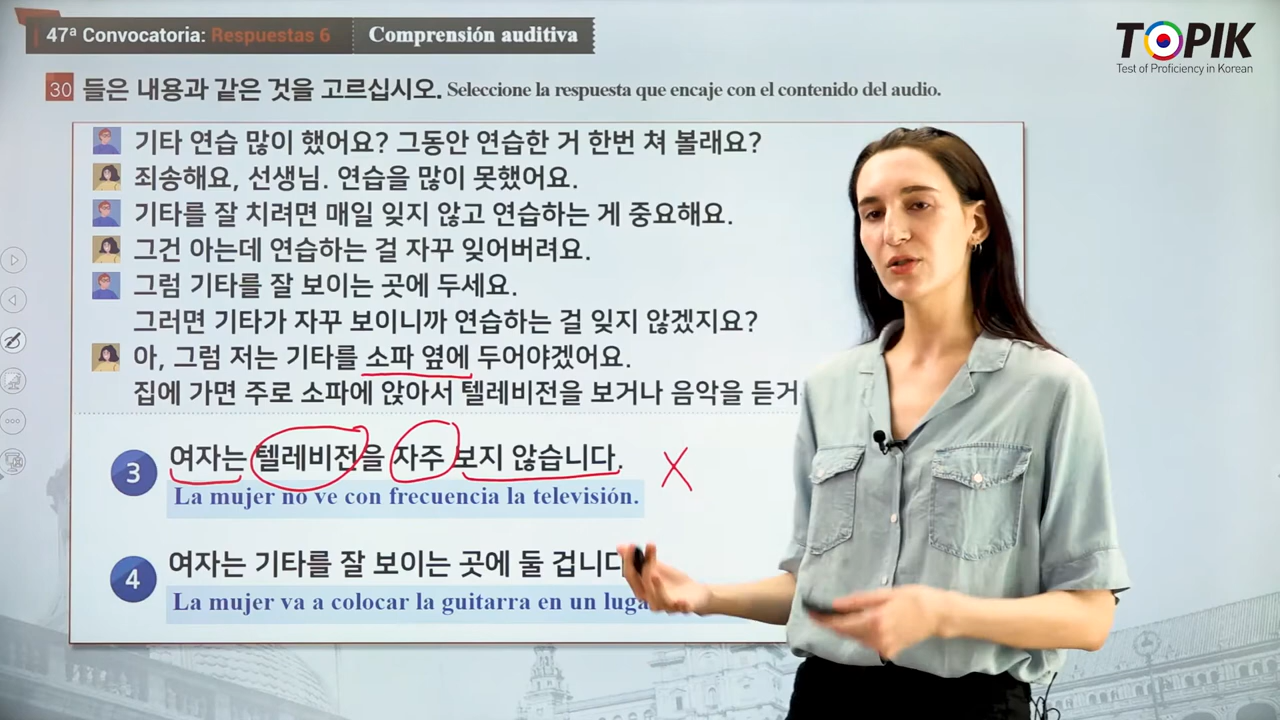 47ª Convocatoria: Respuestas 6 Comprensión auditiva
TOPIK
Test of Proficiency in Korean
30 들은 내용과 같은 것을 고르십시오. Seleccione la respuesta que encaje con el contenido del audio.
기타 연습 많이 했어요? 그동안 연습한 거 한번 쳐 볼래요?
죄송해요, 선생님. 연습을 많이 못했어요.
기타를 잘 치려면 매일 잊지 않고 연습하는 게 중요해요.
그건 아는데 연습하는 걸 자꾸 잊어버려요.
그럼 기타를 잘 보이는 곳에 두세요.
그러면 기타가 자꾸 보이니까 연습하는 걸 잊지 않겠지요?
아, 그럼 저는 기타를 소파 옆에 두어야겠어요.
집에 가면 주로 소파에 앉아서 텔레비전을 보거나 음악을 듣거
3 여자는 텔레비전을 자주 보지 않습니다. X
La mujer no ve con frecuencia la televisión.
4 여자는 기타를 잘 보이는 곳에 둘 겁니다
La mujer va a colocar la guitarra en un luga